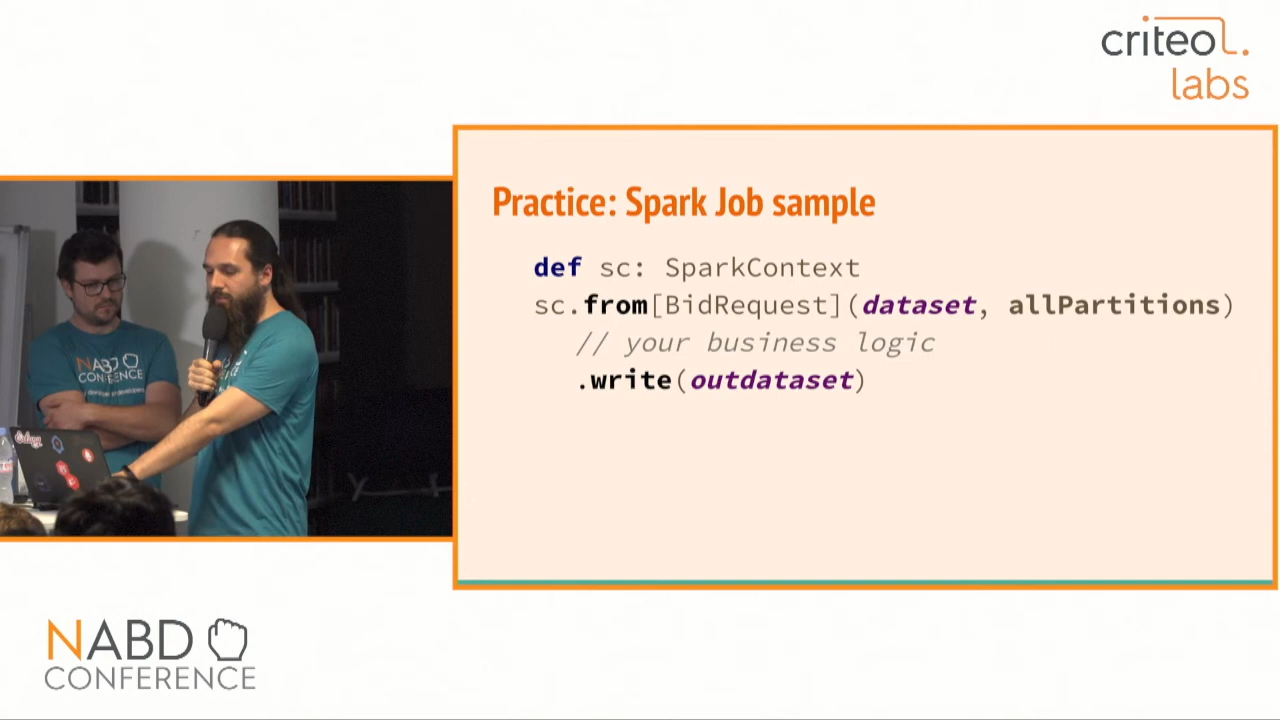 criteo.
labs
Practice: Spark Job sample
def sc: SparkContext
sc.from[BidRequest](dataset, allPartitions)
// your business logic
.write(outdataset)
NABD
CONFERENCE
NABD
CONFERENCE